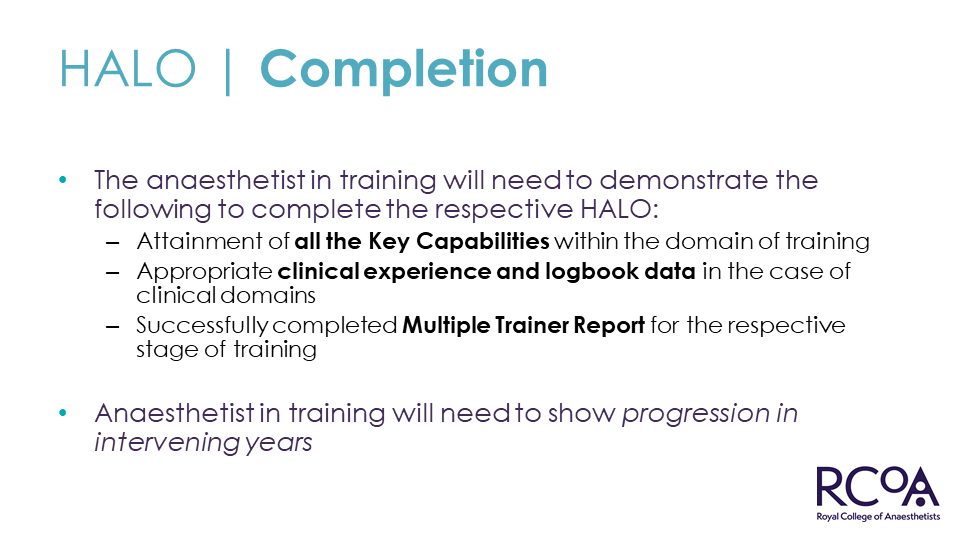 HALO | Completion
• The anaesthetist in training will need to demonstrate the
following to complete the respective HALO:
– Attainment of all the Key Capabilities within the domain of training
– Appropriate clinical experience and logbook data in the case of
clinical domains
– Successfully completed Multiple Trainer Report for the respective
stage of training
• Anaesthetist in training will need to show progression in
intervening years
RCOA
Royal College of Anaesthetists